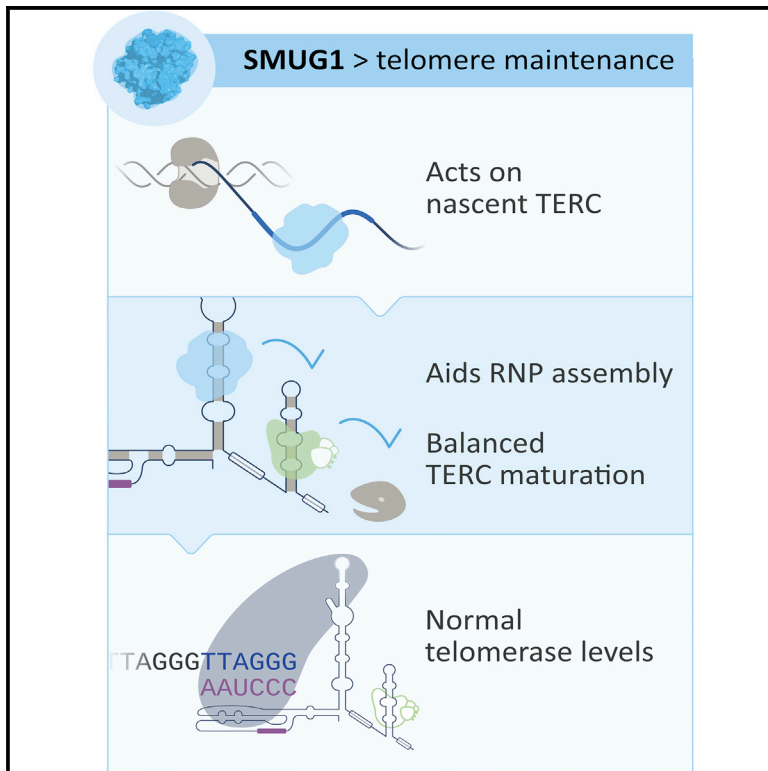 SMUG1 > telomere maintenance
Acts on
nascent TERC
Aids RNP assembly
Balanced
TERC maturation
Normal
telomerase levels
TTAGGGTTAGGG
AAUCCC